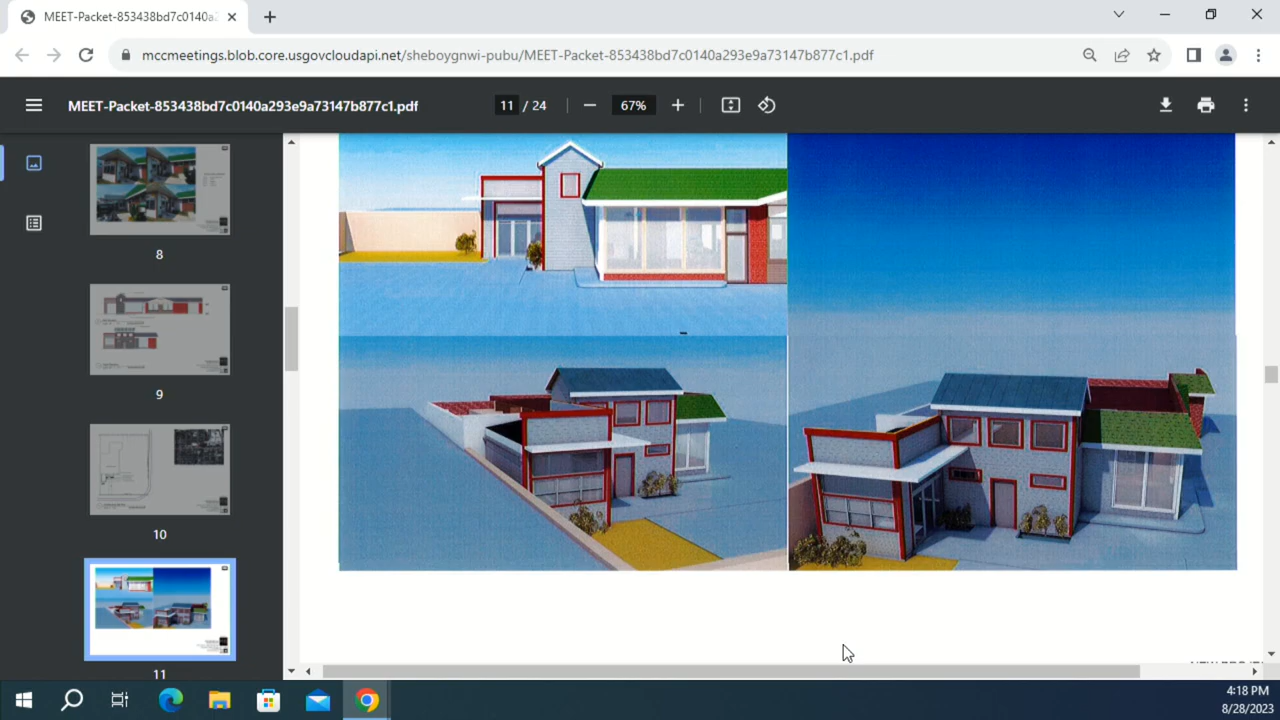 MEET-Packet-853438bd7c0140a2
mccmeetings.blob.core.usgovcloudapi.net/sheboygnwi-pubu/MEET-Packet-853438bd7c0140a293e9a73147b877c1.pdf
MEET-Packet-853438bd7c0140a293e9a73147b877c1.pdf
11 / 24
67%
8
9
10
11
4:18 PM
8/28/2023